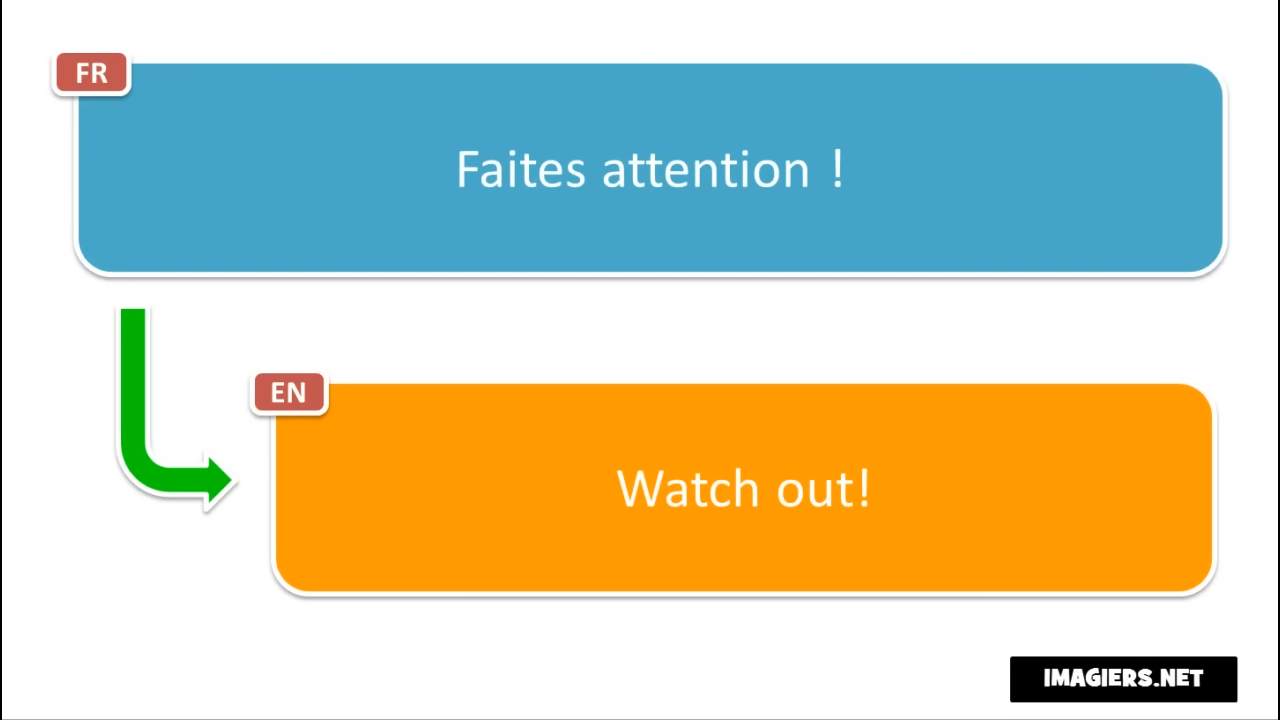 FR
Faites attention !
EN
Watch out!
IMAGIERS.NET